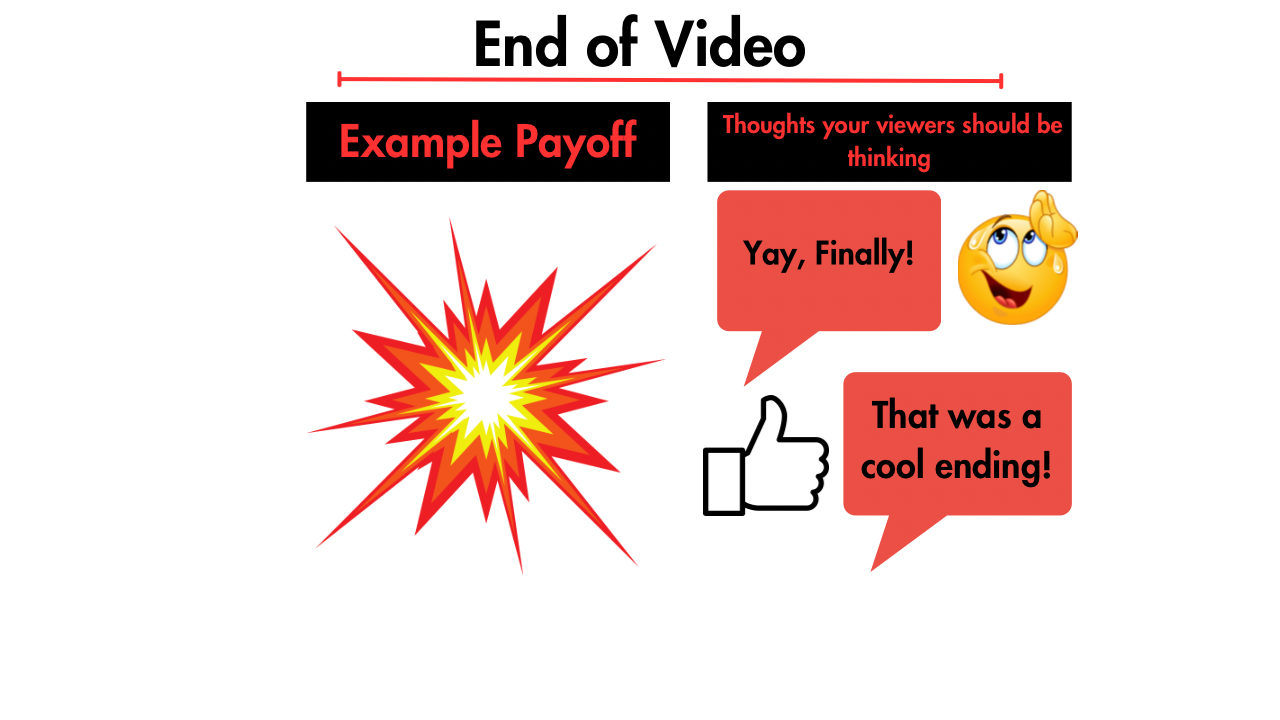 End of Video
Example Payoff
Thoughts your viewers should be
thinking
Yay, Finally!
That was a
cool ending!